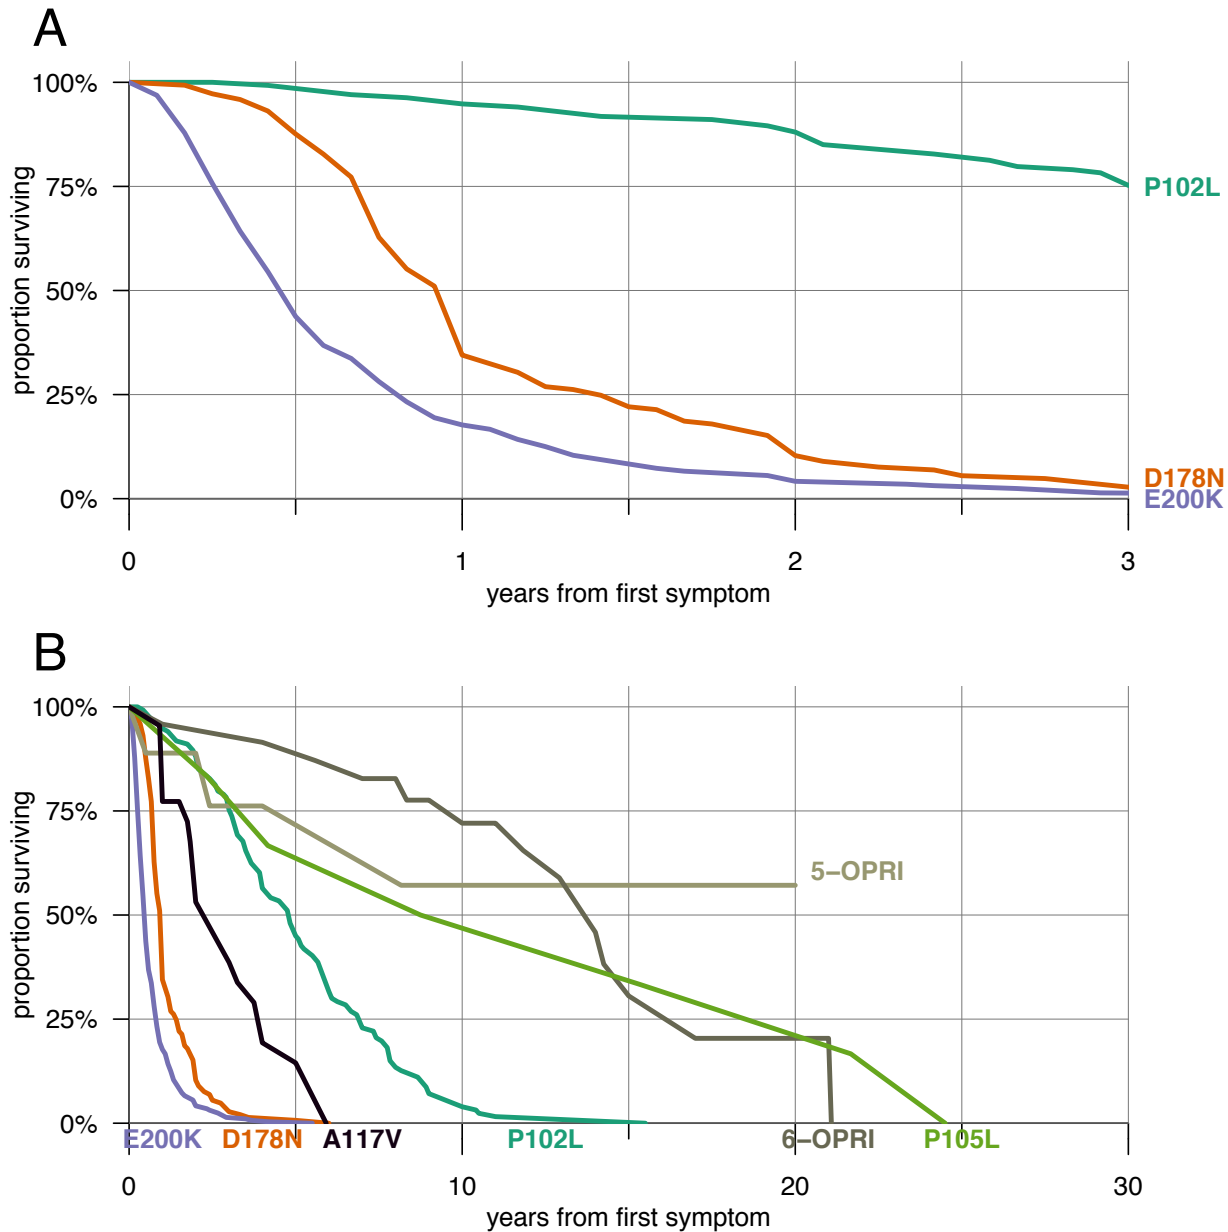 A
100%
75%
50%
25%
0%
proportion surviving
P102L
D178N
E200K
0 1 2 3
years from first symptom
B
100%
75%
50%
25%
0%
proportion surviving
5−OPRI
E200K D178N A117V P102L 6−OPRI P105L
0 10 20 30
years from first symptom